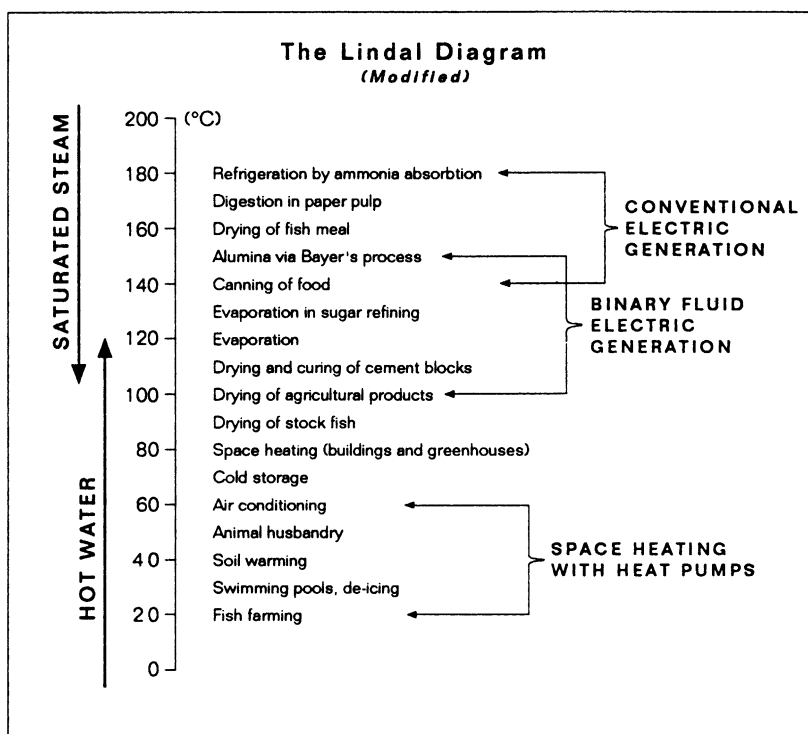 The Lindal Diagram
(Modified)
SATURATED STEAM
HOT WATER
200 (°C)
180
160
140
120
100
80
60
40
20
0
Refrigeration by ammonia absorbtion
Digestion in paper pulp
Drying of fish meal
Alumina via Bayer's process
Canning of food
Evaporation in sugar refining
Evaporation
Drying and curing of cement blocks
Drying of agricultural products
Drying of stock fish
Space heating (buildings and greenhouses)
Cold storage
Air conditioning
Animal husbandry
Soil warming
Swimming pools, de-icing
Fish farming
CONVENTIONAL
ELECTRIC
GENERATION
BINARY FLUID
ELECTRIC
GENERATION
SPACE HEATING
WITH HEAT PUMPS